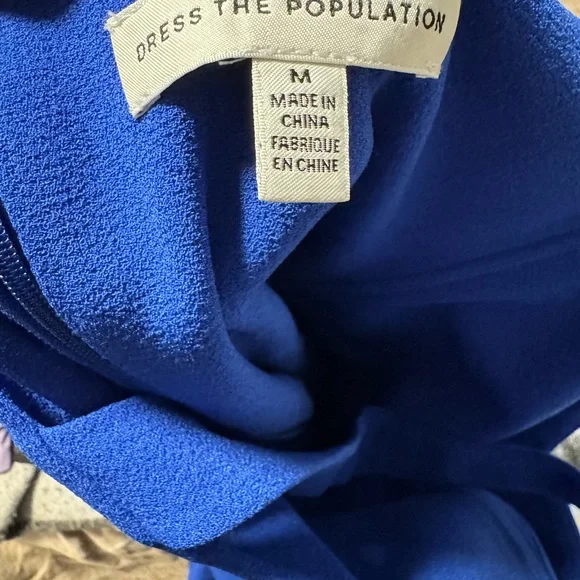 DRESS THE POPULATION
M
MADE IN
CHINA
FABRIQUE
EN CHINE